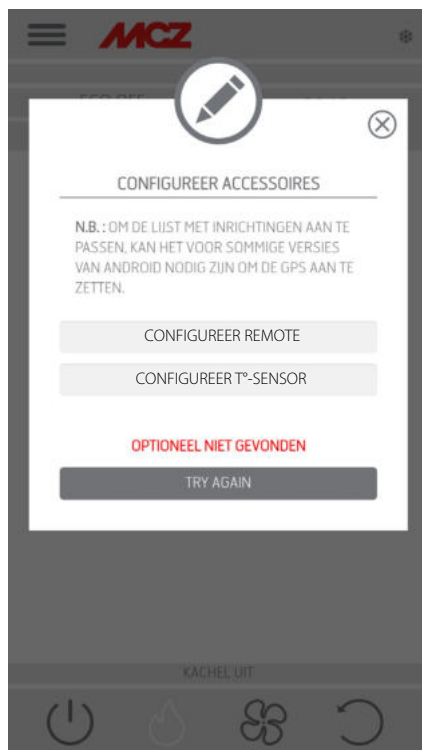 MCZ
CONFIGUREER ACCESSOIRES
N.B. : OM DE LIJST MET INRICHTINGEN AAN TE
PASSEN, KAN HET VOOR SOMMIGE VERSIES
VAN ANDROID NODIG ZIJN OM DE GPS AAN TE
ZETTEN.
CONFIGUREER REMOTE
CONFIGUREER T°-SENSOR
OPTIONEEL NIET GEVONDEN
TRY AGAIN
KACHEL UIT